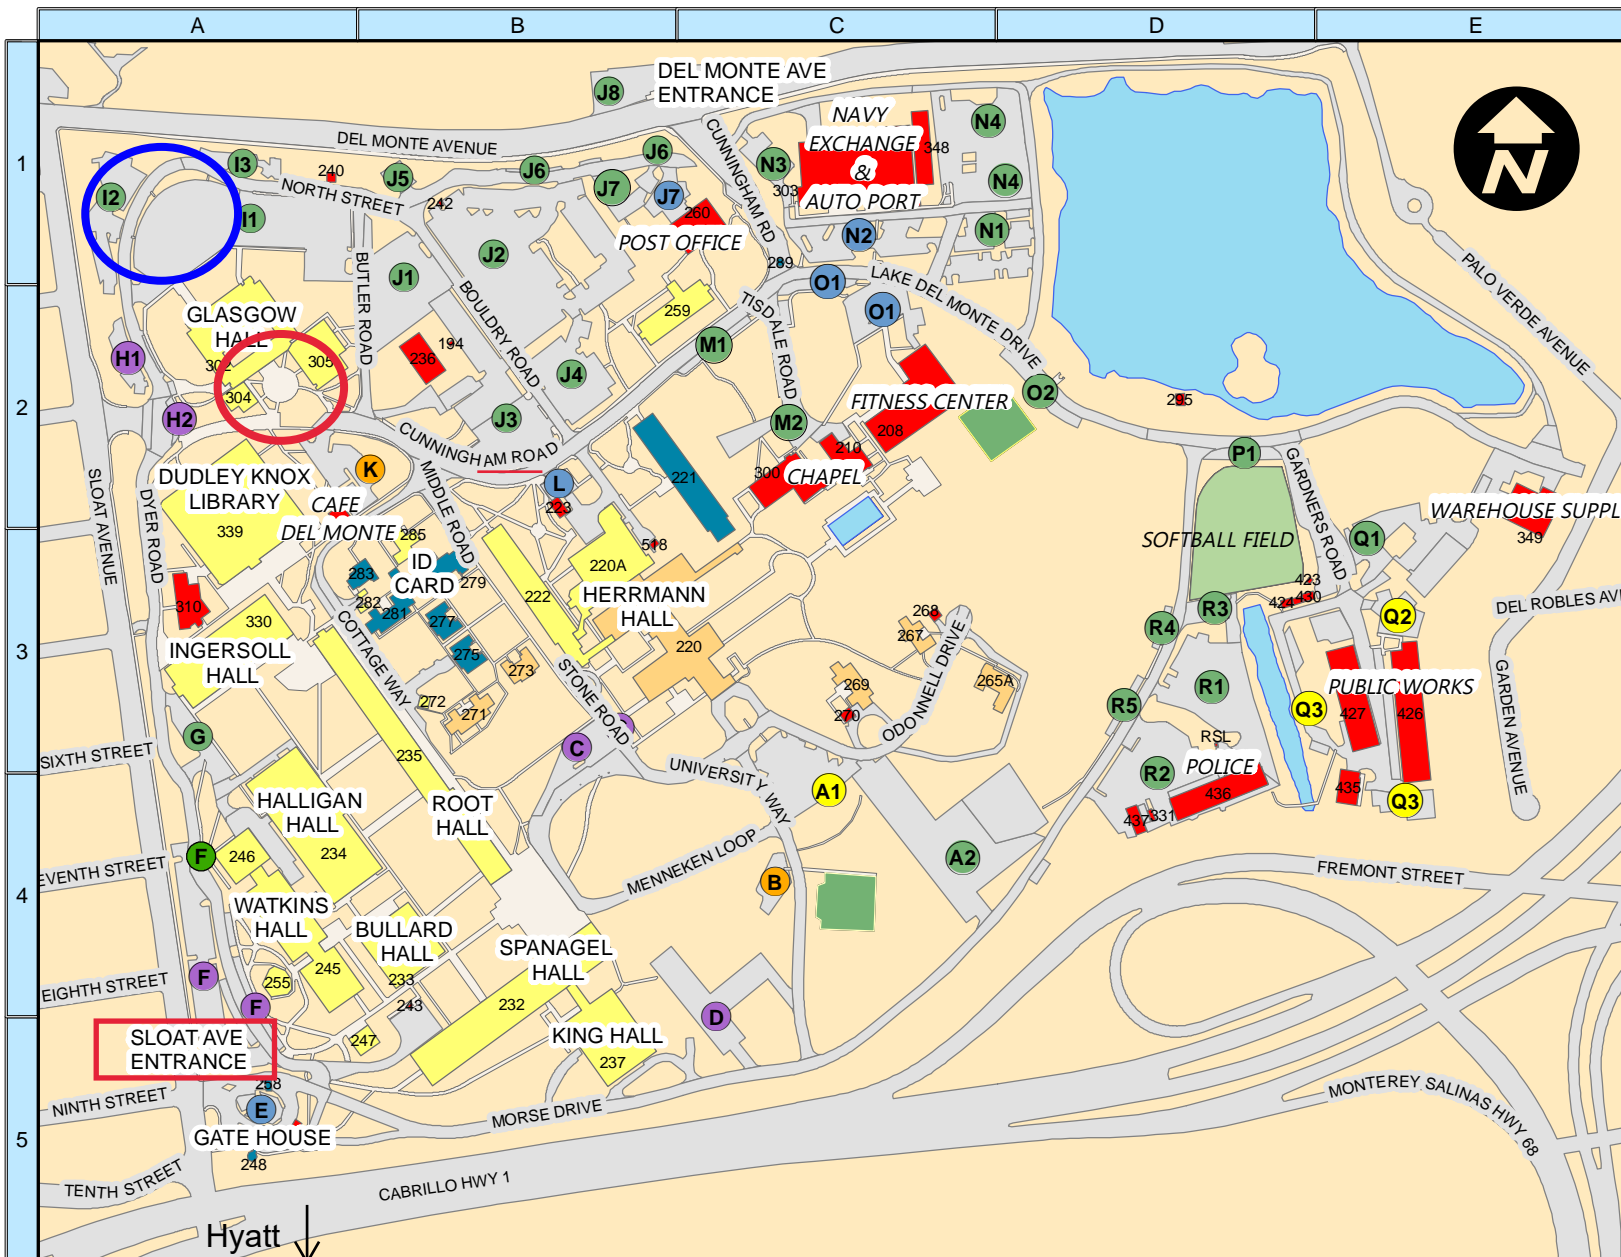 A
B
C
D
E
1
2
3
4
5
DEL MONTE AVE
ENTRANCE
J8
DEL MONTE AVENUE
NAVY
EXCHANGE
&
AUTO PORT
348
303
N4
N4
N3
N2
N1
N
I3
I2
I1
240
NORTH STREET
J5
242
J6
J6
J7
J7
260
POST OFFICE
CUNNINGHAM RD
289
J1
J2
BUTLER ROAD
BOULDRY ROAD
O1
O1
LAKE DEL MONTE DRIVE
PALO VERDE AVENUE
GLASGOW
HALL
302
305
304
H1
H2
236
194
J3
J4
259
M1
TISDALE ROAD
M2
FITNESS CENTER
208
210
O2
295
CUNNINGHAM ROAD
300
CHAPEL
221
P1
GARDNERS ROAD
SLOAT AVENUE
DYER ROAD
DUDLEY KNOX
LIBRARY
339
K
CAFE
DEL MONTE
MIDDLE ROAD
L
223
WAREHOUSE SUPPL
349
SOFTBALL FIELD
Q1
285
ID
CARD
283
282
281
279
277
275
518
220A
222
HERRMANN
HALL
220
310
330
INGERSOLL
HALL
COTTAGE WAY
273
272
271
STONE ROAD
268
267
269
270
265A
ODONNELL DRIVE
423
424
430
R3
R4
R1
R5
R2
RSL
POLICE
436
437
331
Q2
Q3
Q3
PUBLIC WORKS
427
426
435
DEL ROBLES AV
GARDEN AVENUE
G
C
SIXTH STREET
235
UNIVERSITY WAY
A1
HALLIGAN
HALL
234
ROOT
HALL
MENNEKEN LOOP
A2
B
EVENTH STREET
F
246
FREMONT STREET
WATKINS
HALL
245
BULLARD
HALL
233
243
SPANAGEL
HALL
232
EIGHTH STREET
F
F
255
247
D
KING HALL
237
SLOAT AVE
ENTRANCE
258
NINTH STREET
E
GATE HOUSE
248
MORSE DRIVE
MONTEREY SALINAS HWY 68
TENTH STREET
CABRILLO HWY 1
Hyatt